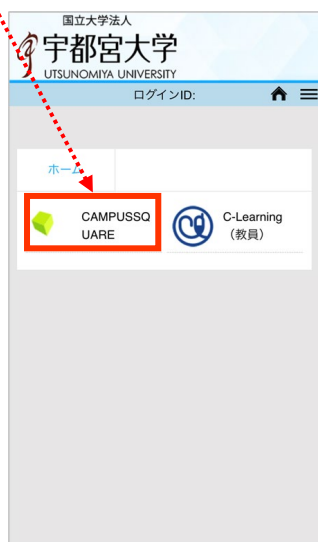 国立大学法人
宇都宮大学
UTSUNOMIYA UNIVERSITY
ログインID:
ホーム
CAMPUSSQ
UARE
C-Learning
（教員）